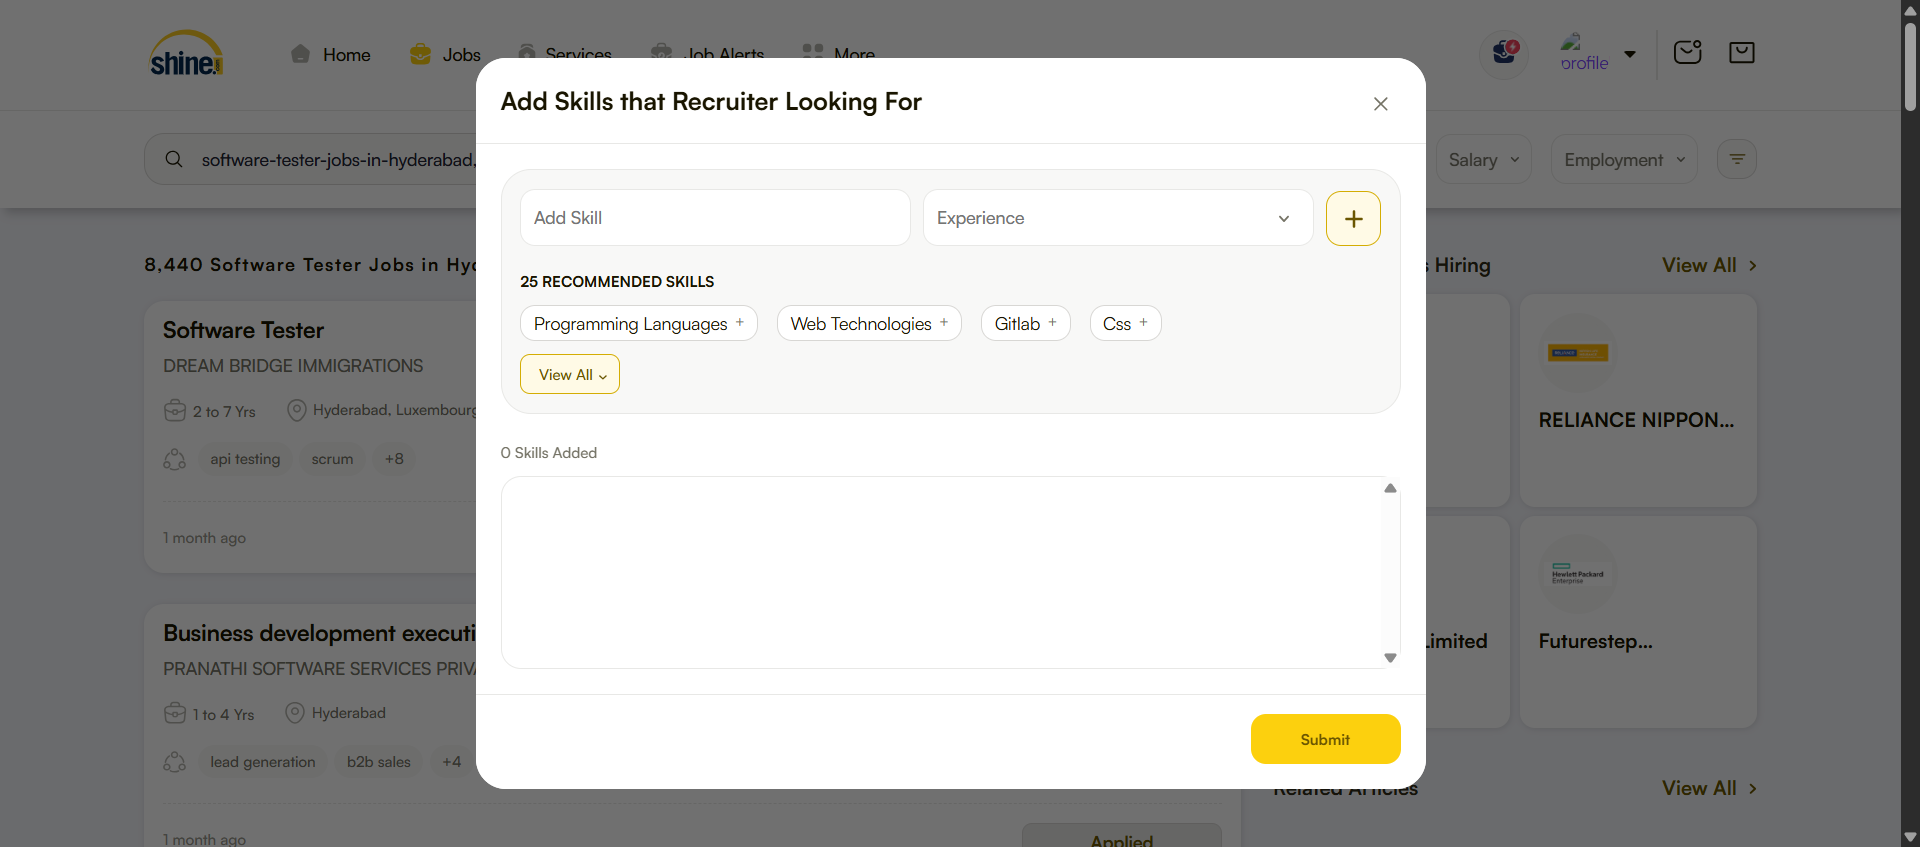 shine.com
Home
Jobs
Services
Job Alerts
More
profile
software-tester-jobs-in-hyderabad,
Salary
Employment
8,440 Software Tester Jobs in Hyd
Software Tester
DREAM BRIDGE IMMIGRATIONS
2 to 7 Yrs
Hyderabad, Luxembourg
api testing
scrum
+8
1 month ago
Business development executi
PRANATHI SOFTWARE SERVICES PRIVA
1 to 4 Yrs
Hyderabad
lead generation
b2b sales
+4
1 month ago
Applied
Add Skills that Recruiter Looking For
Add Skill
Experience
25 RECOMMENDED SKILLS
Programming Languages +
Web Technologies +
Gitlab +
Css +
View All
0 Skills Added
Submit
s Hiring
View All
RELIANCE NIPPON...
Limited
Hewlett Packard
Enterprise
Futurestep...
Related Articles
View All